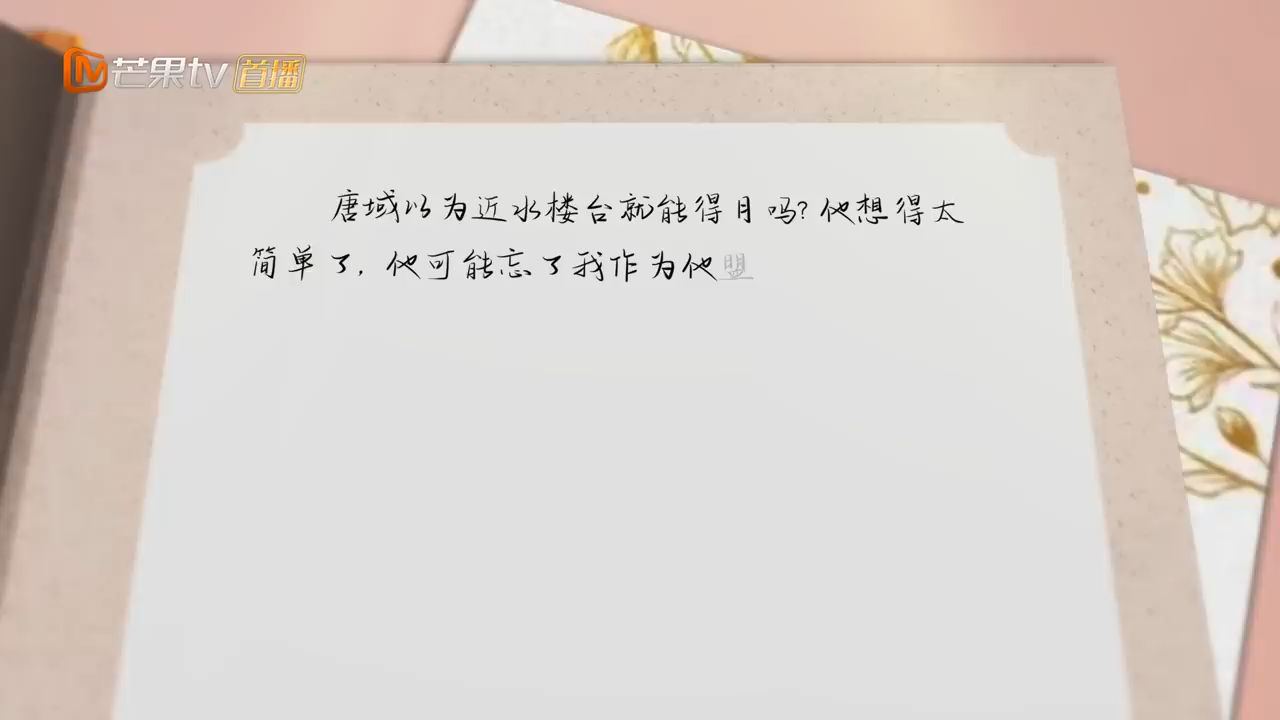 芒果tv 首播
唐域以为近水楼台就能得月吗?他想得太
简单了,他可能忘了我作为他盟